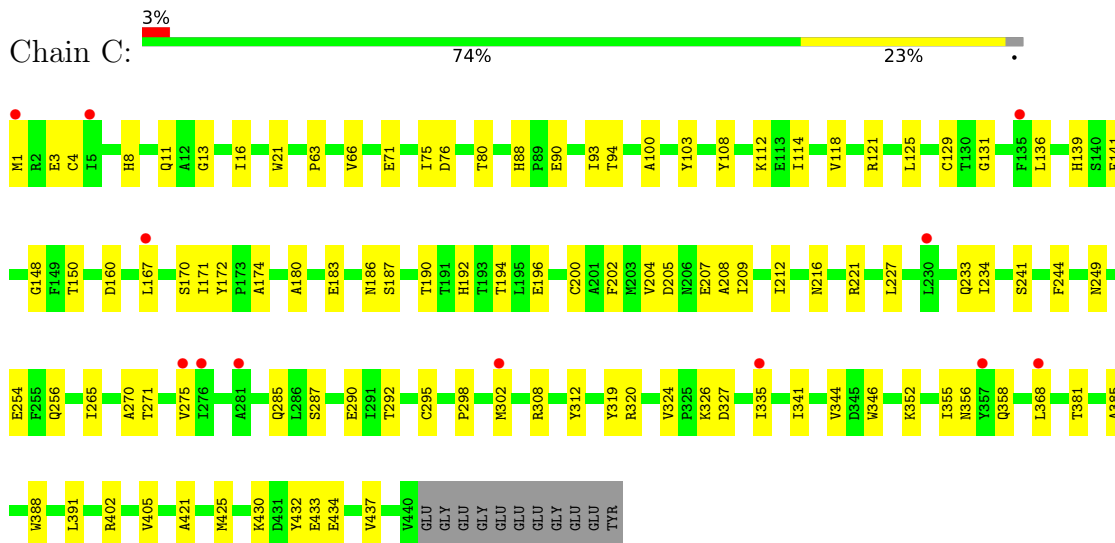 3%
Chain C:
74% 23% •
M1 R2 E3 C4 I5 H8 Q11 A12 G13 I16 W21 P63 V66 E71 I75 D76 T80 H88 P89 E90 I93 T94 A100 Y103 Y108 K112 E113 I114 V118 R121 L125 C129 T130 G131 F135 L136 H139 S140
G148 F149 T150 D160 L167 S170 I171 Y172 P173 A174 A180 E183 N186 S187 T190 T191 H192 T193 T194 L195 E196 C200 A201 F202 M203 V204 D205 N206 E207 A208 I209 I212 N216 R221 L227 L230 Q233 I234 S241 F244 N249
E254 F255 Q256 I265 A270 T271 V275 I276 A281 Q285 L286 S287 E290 I291 T292 C295 P298 M302 R308 Y312 Y319 R320 V324 P325 K326 D327 I335 I341 V344 D345 W346 K352 I355 N356 Y357 Q358 L368 T381
W388 L391 R402 V405 A421 M425 K430 D431 Y432 E433 E434 V437 V440 GLU GLY GLU GLY GLU GLU GLU GLU GLY GLU GLU TYR